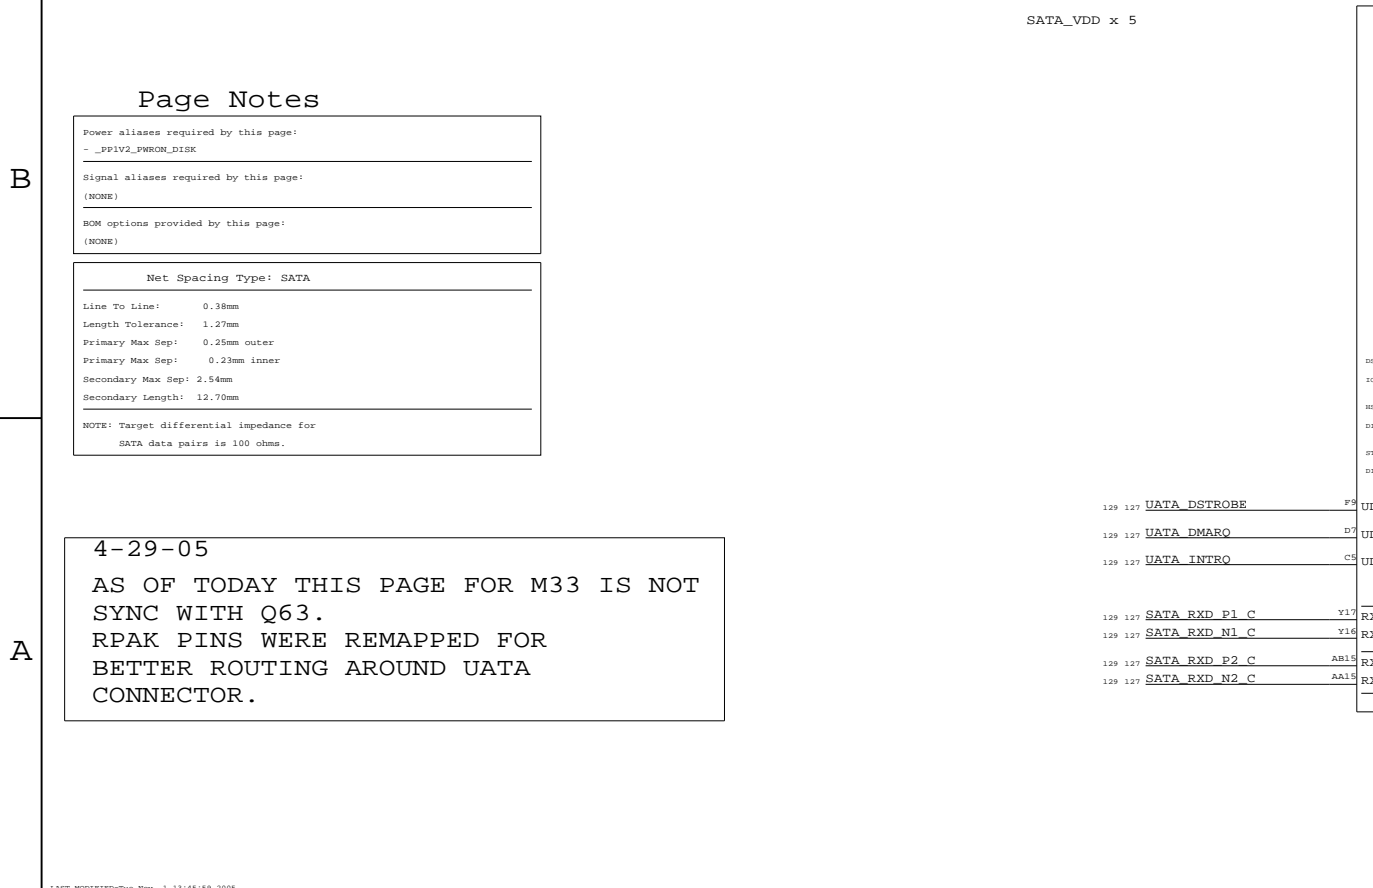 SATA_VDD x 5
Page Notes
Power aliases required by this page:
- _PP1V2_PWRON_DISK
Signal aliases required by this page:
(NONE)
BOM options provided by this page:
(NONE)
B
Net Spacing Type: SATA
Line To Line: 0.38mm
Length Tolerance: 1.27mm
Primary Max Sep: 0.25mm outer
Primary Max Sep: 0.23mm inner
Secondary Max Sep: 2.54mm
Secondary Length: 12.70mm
NOTE: Target differential impedance for
SATA data pairs is 100 ohms.
4-29-05
AS OF TODAY THIS PAGE FOR M33 IS NOT
SYNC WITH Q63.
RPAK PINS WERE REMAPPED FOR
BETTER ROUTING AROUND UATA
CONNECTOR.
A
129 127 UATA_DSTROBE F9
129 127 UATA_DMARQ D7
129 127 UATA_INTRQ C5
129 127 SATA_RXD_P1_C Y17
129 127 SATA_RXD_N1_C Y16
129 127 SATA_RXD_P2_C AB15
129 127 SATA_RXD_N2_C AA15